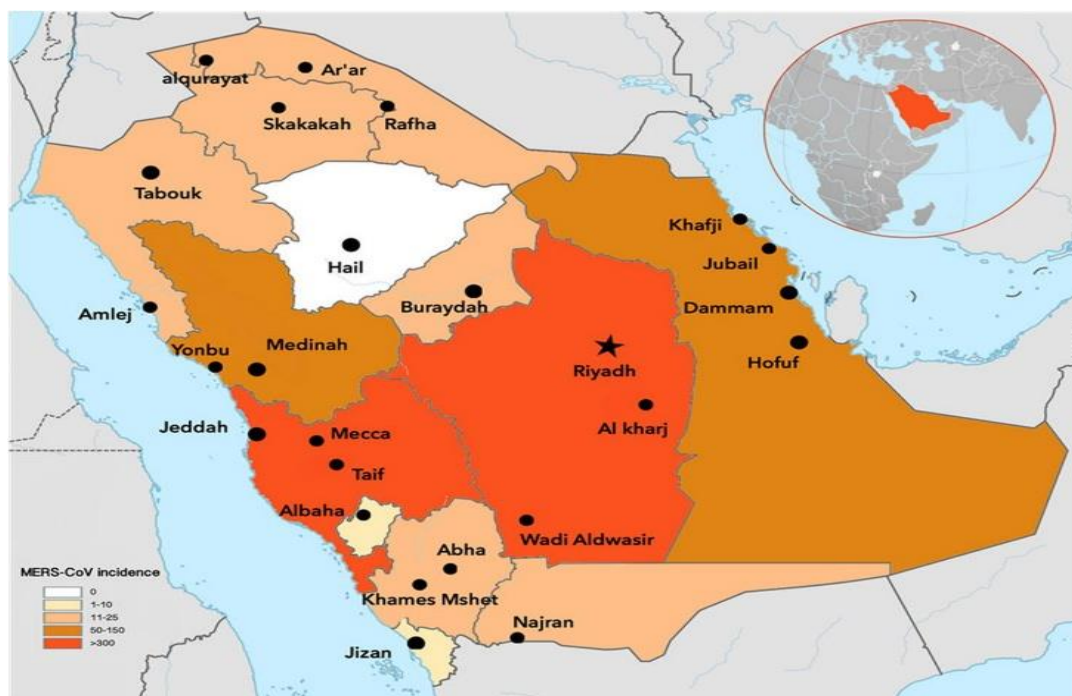 alqurayat
Ar'ar
Skakakah
Rafha
Tabouk
Hail
Buraydah
Khafji
Jubail
Dammam
Hofuf
Amlej
Yonbu
Medinah
Riyadh
Al kharj
Jeddah
Mecca
Taif
Albaha
Wadi Aldwasir
Abha
Khames Mshet
Najran
Jizan
MERS-CoV incidence
0
1-10
11-25
50-150
>300